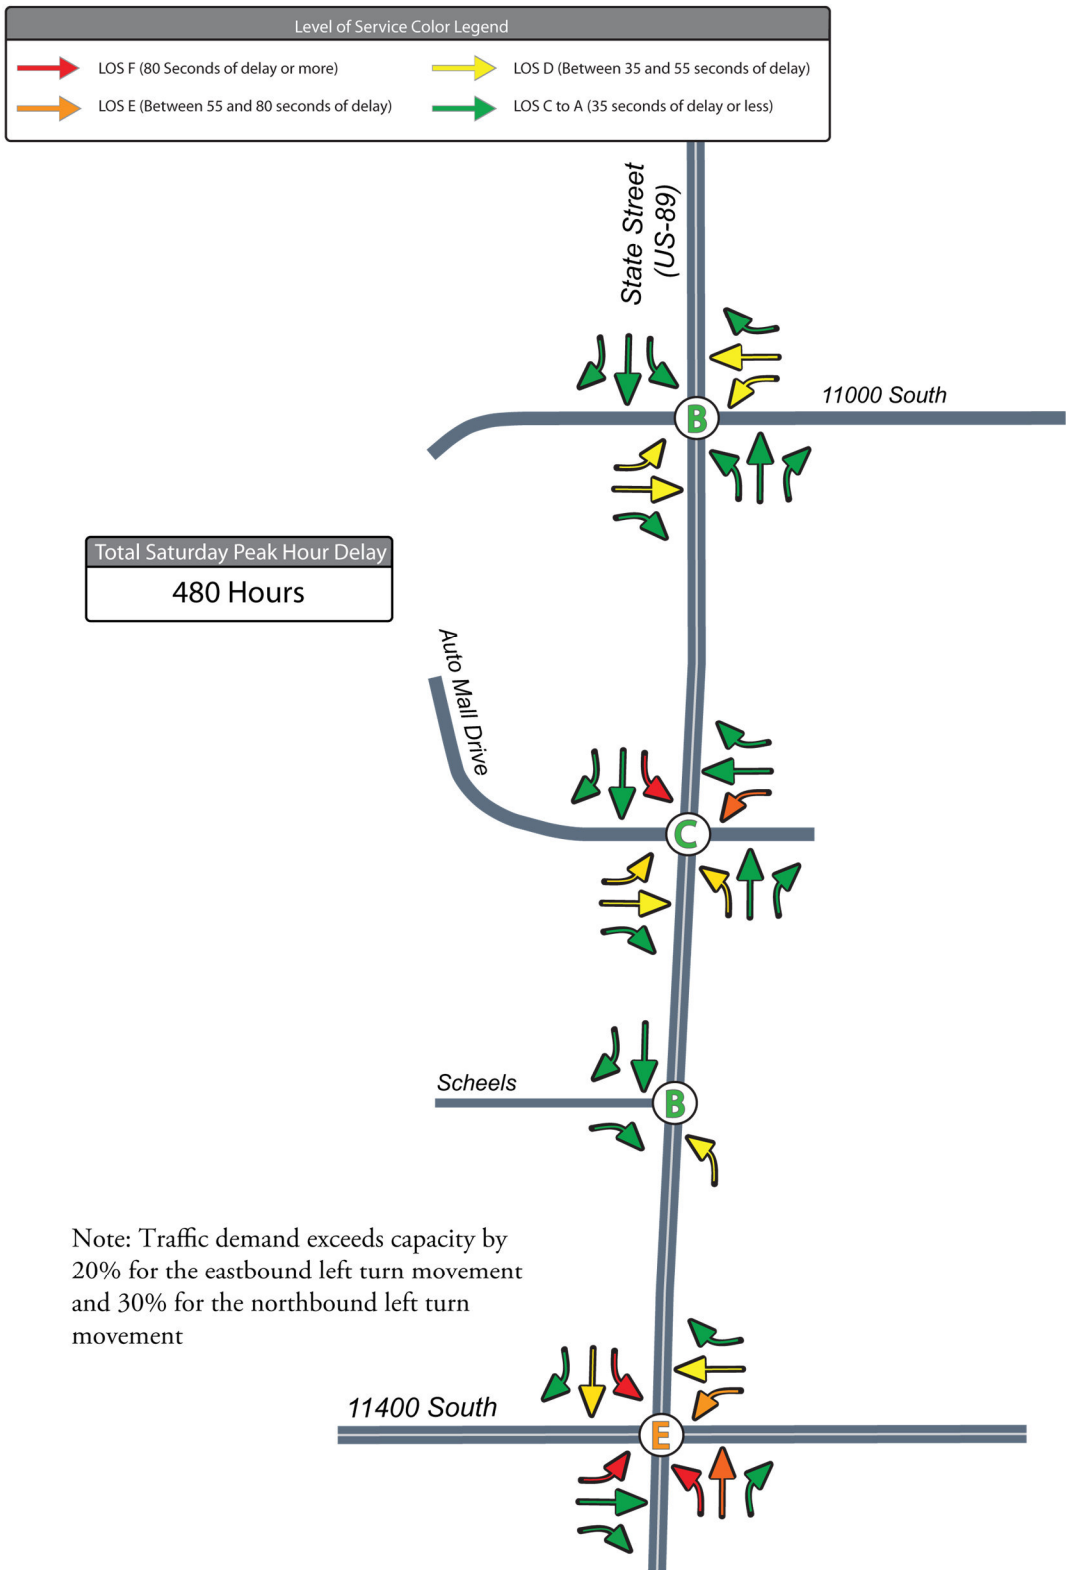 Level of Service Color Legend
LOS F (80 Seconds of delay or more)
LOS D (Between 35 and 55 seconds of delay)
LOS E (Between 55 and 80 seconds of delay)
LOS C to A (35 seconds of delay or less)
State Street
(US-89)
11000 South
B
Total Saturday Peak Hour Delay
480 Hours
Auto Mall Drive
C
Scheels
B
Note: Traffic demand exceeds capacity by
20% for the eastbound left turn movement
and 30% for the northbound left turn
movement
11400 South
E